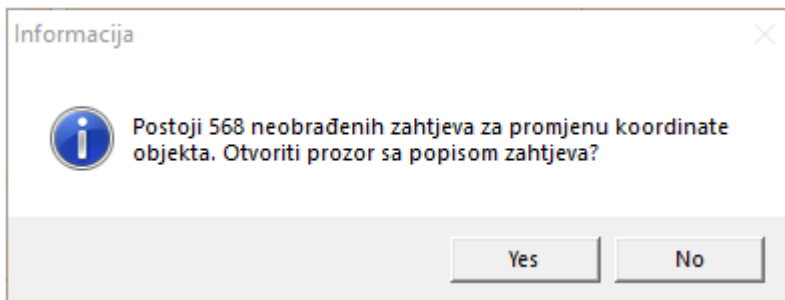 Informacija
Postoji 568 neobrađenih zahtjeva za promjenu koordinate
objekta. Otvoriti prozor sa popisom zahtjeva?
Yes
No